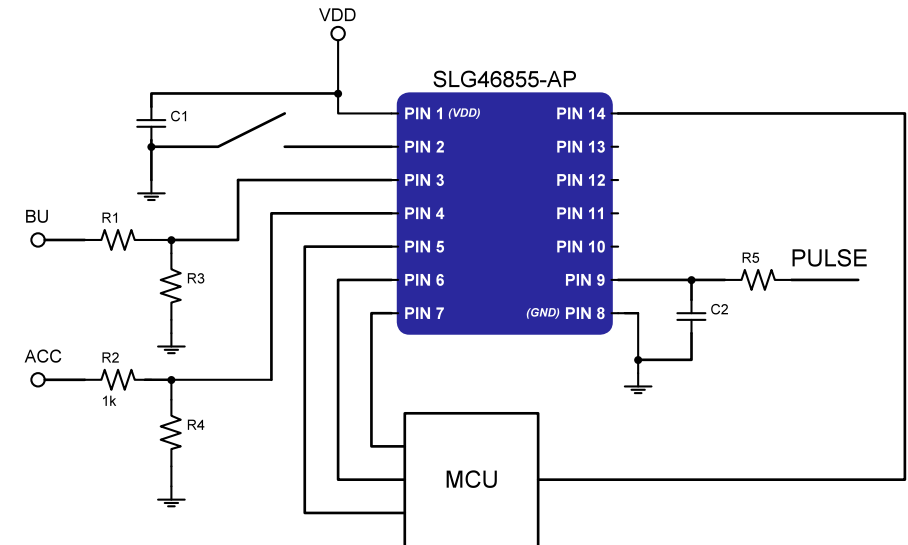 VDD
SLG46855-AP
C1
PIN 1 (VDD)
PIN 14
PIN 2
PIN 13
PIN 3
PIN 12
PIN 4
PIN 11
PIN 5
PIN 10
PIN 6
PIN 9
PIN 7
(GND) PIN 8
BU
R1
R3
ACC
R2
1k
R4
R5
PULSE
C2
MCU